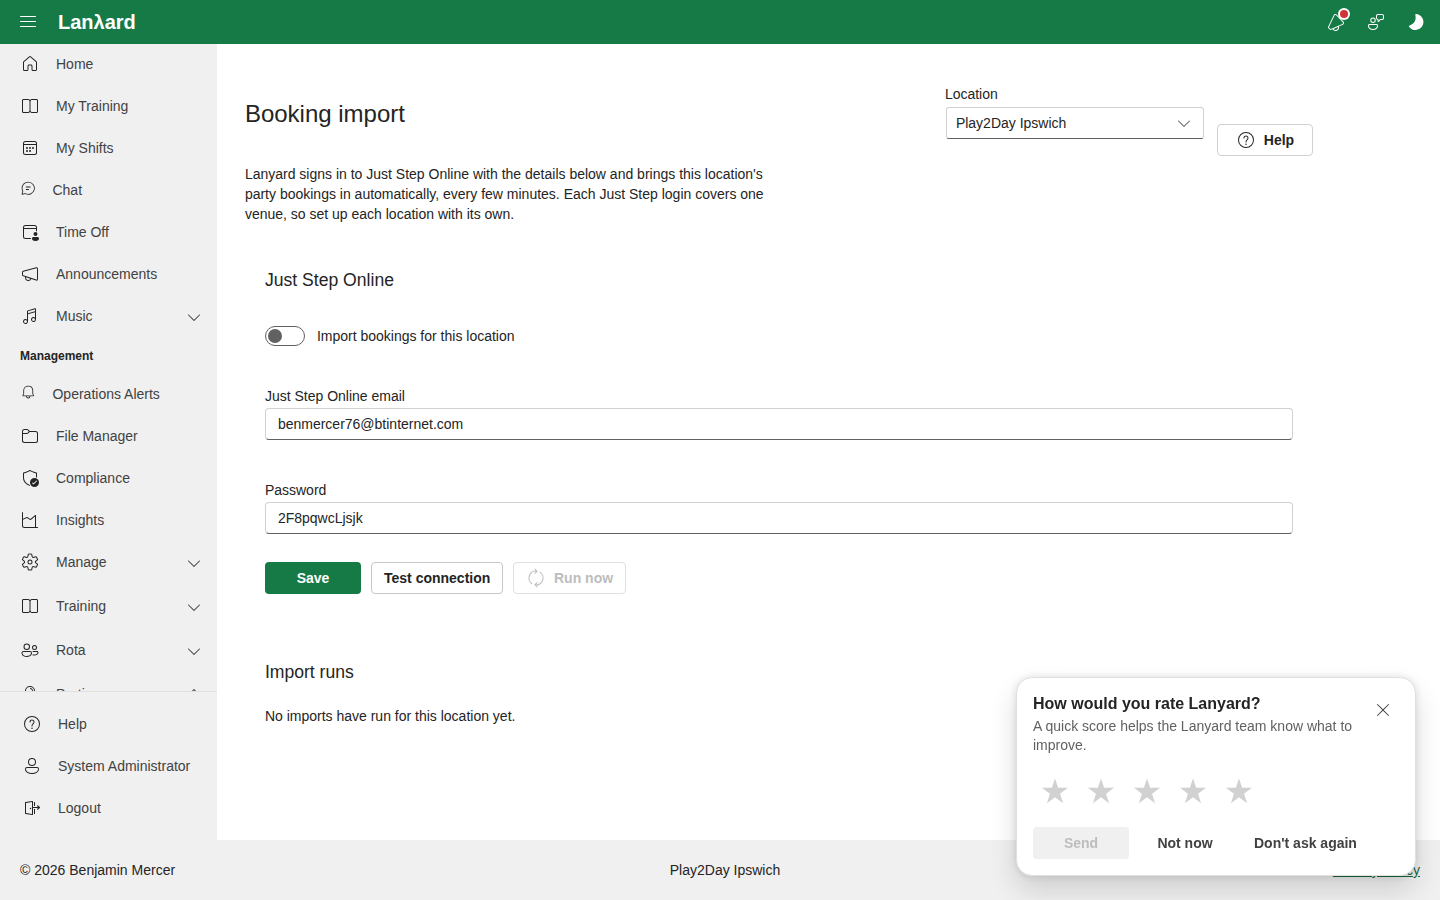 Lanλard
Home
My Training
My Shifts
Chat
Time Off
Announcements
Music
Management
Operations Alerts
File Manager
Compliance
Insights
Manage
Training
Rota
Help
System Administrator
Logout
Booking import
Location
Play2Day Ipswich
Help
Lanyard signs in to Just Step Online with the details below and brings this location's
party bookings in automatically, every few minutes. Each Just Step login covers one
venue, so set up each location with its own.
Just Step Online
Import bookings for this location
Just Step Online email
benmercer76@btinternet.com
Password
2F8pqwcLjsjk
Save
Test connection
Run now
Import runs
No imports have run for this location yet.
How would you rate Lanyard?
A quick score helps the Lanyard team know what to
improve.
Send
Not now
Don't ask again
© 2026 Benjamin Mercer
Play2Day Ipswich